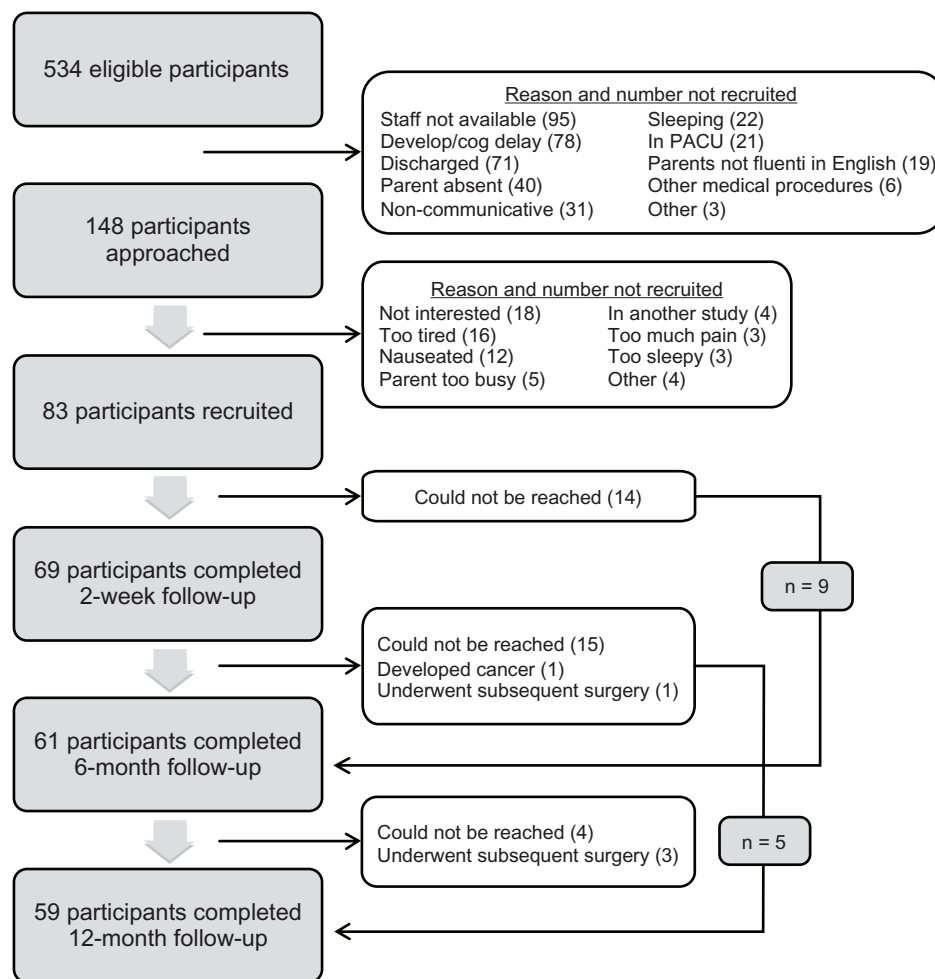 534 eligible participants
Reason and number not recruited
Staff not available (95)
Develop/cog delay (78)
Discharged (71)
Parent absent (40)
Non-communicative (31)
Sleeping (22)
In PACU (21)
Parents not fluenti in English (19)
Other medical procedures (6)
Other (3)
148 participants
approached
Reason and number not recruited
Not interested (18)
Too tired (16)
Nauseated (12)
Parent too busy (5)
In another study (4)
Too much pain (3)
Too sleepy (3)
Other (4)
83 participants recruited
Could not be reached (14)
n = 9
69 participants completed
2-week follow-up
Could not be reached (15)
Developed cancer (1)
Underwent subsequent surgery (1)
61 participants completed
6-month follow-up
Could not be reached (4)
Underwent subsequent surgery (3)
n = 5
59 participants completed
12-month follow-up